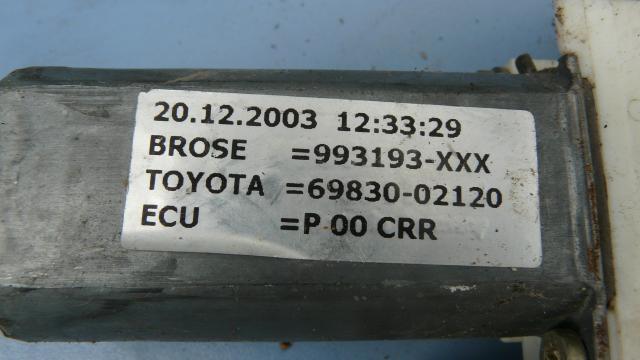 20.12.2003 12:33:29
BROSE =993193-XXX
TOYOTA =69830-02120
ECU =P 00 CRR